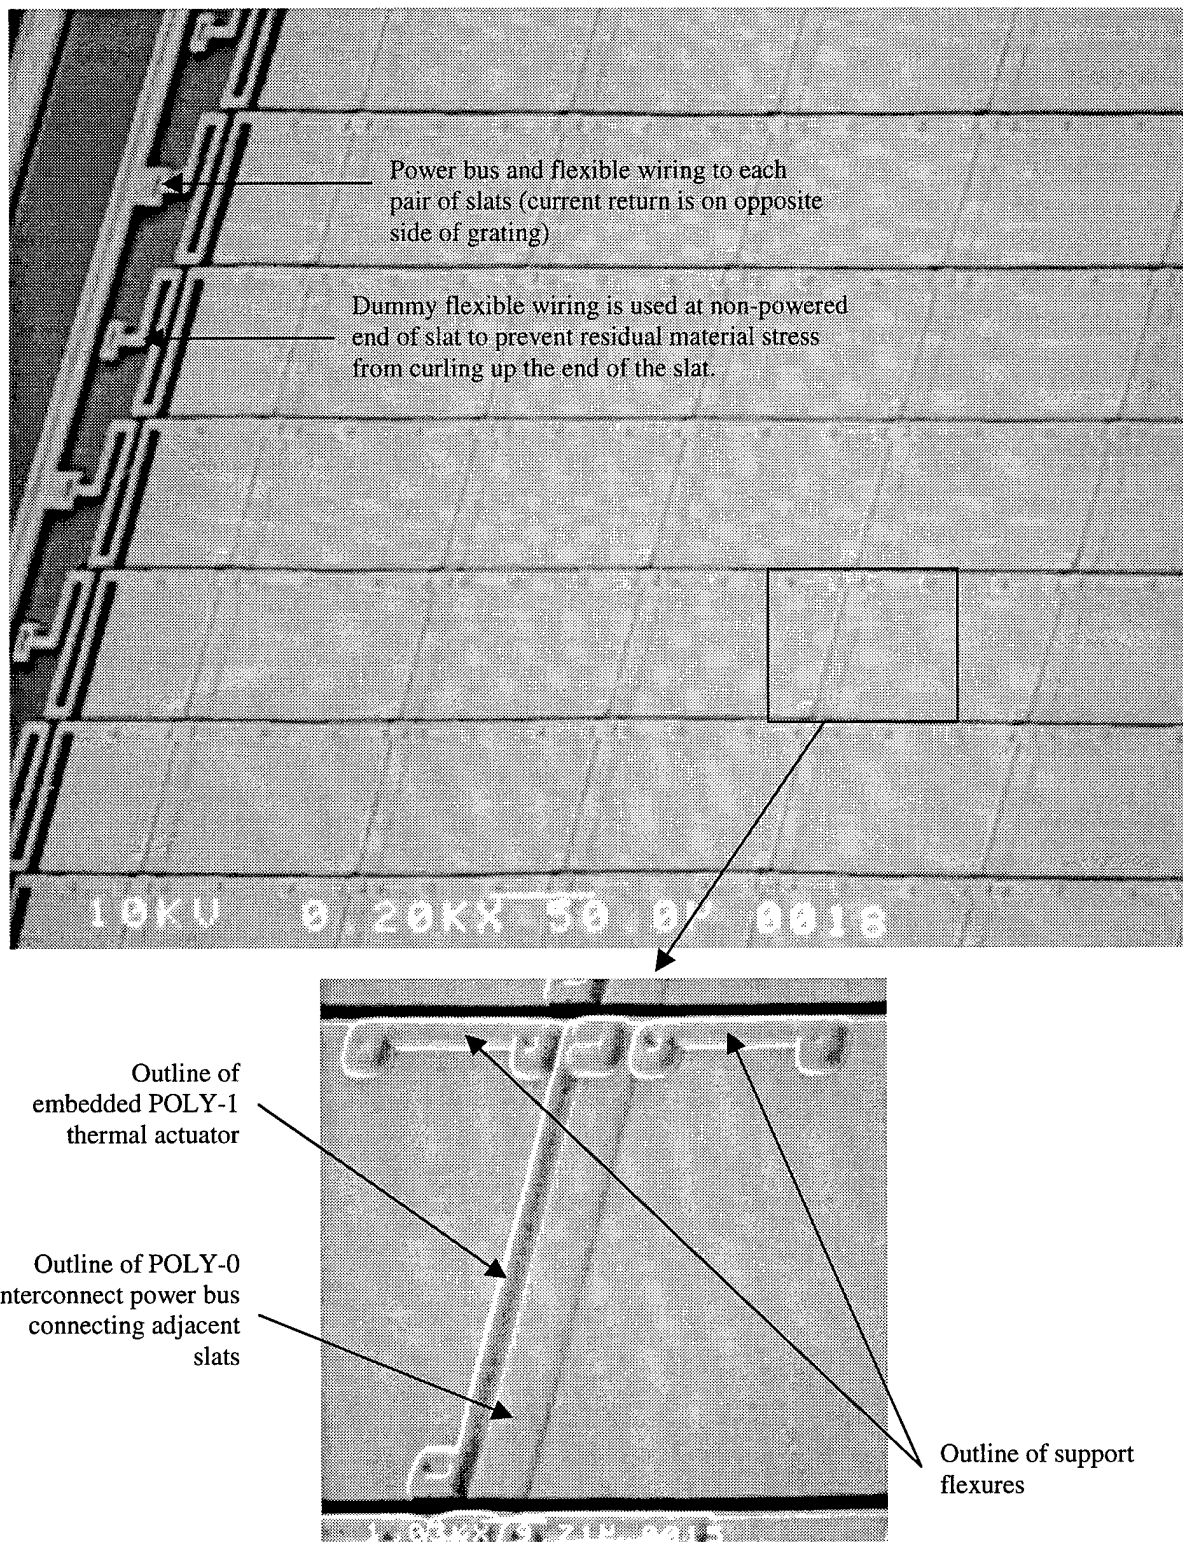 Power bus and flexible wiring to each
pair of slats (current return is on opposite
side of grating)
Dummy flexible wiring is used at non-powered
end of slat to prevent residual material stress
from curling up the end of the slat.
10KV 0.20KX 50.0µ 0018
Outline of
embedded POLY-1
thermal actuator
Outline of POLY-0
nterconnect power bus
connecting adjacent
slats
Outline of support
flexures